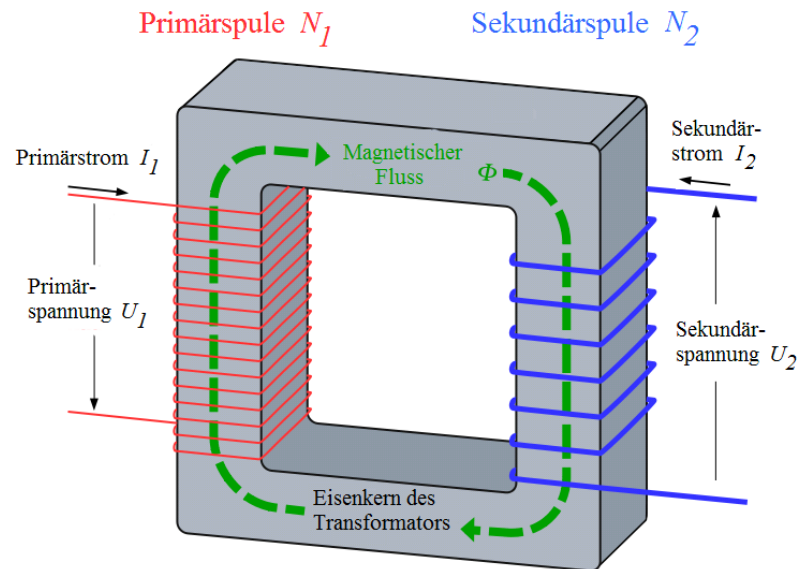 Primärspule N1
Sekundärspule N2
Primärstrom I1
Magnetischer
Fluss
Φ
Sekundär-
strom I2
Primär-
spannung U1
Sekundär-
spannung U2
Eisenkern des
Transformators